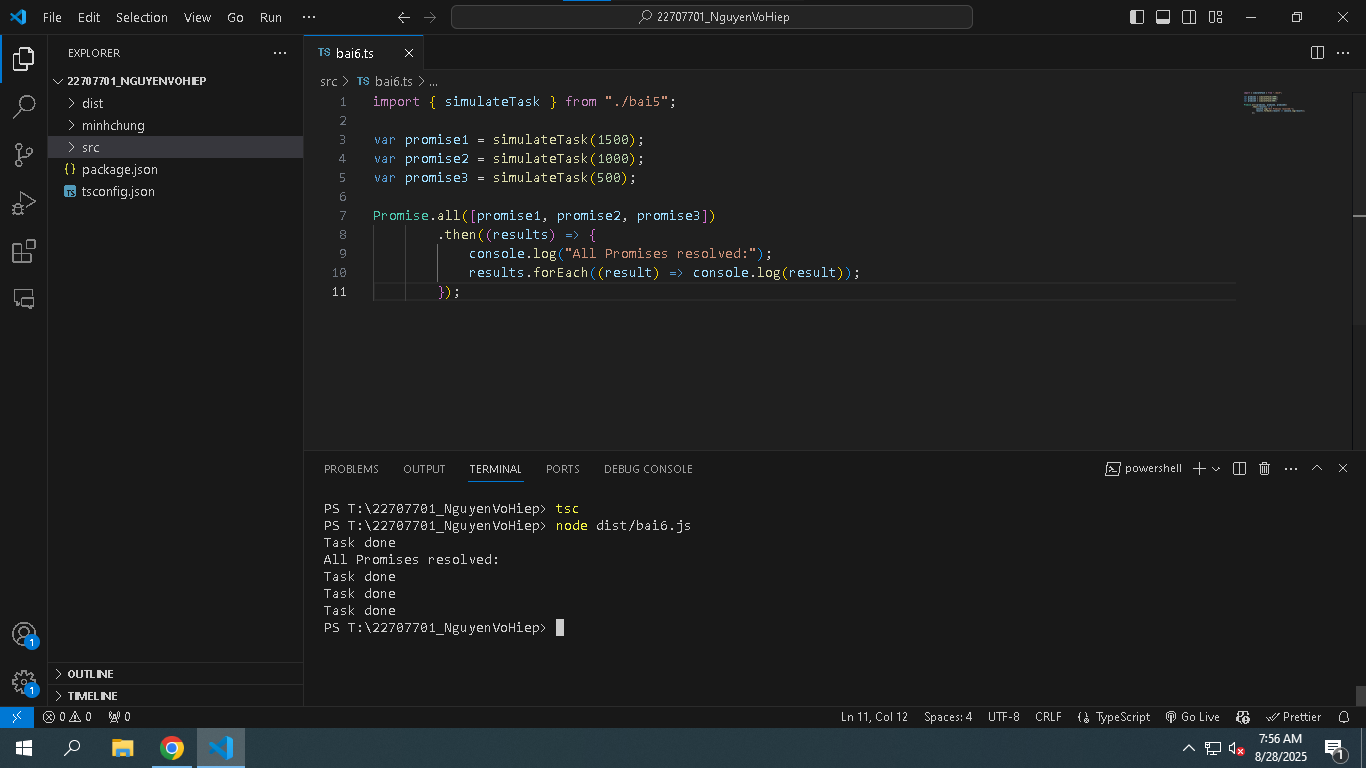 File Edit Selection View Go Run ··· 22707701_NguyenVoHiep
EXPLORER ···
22707701_NGUYENVOHIEP
dist
minhchung
src
{} package.json
TS tsconfig.json
OUTLINE
TIMELINE
TS bai6.ts
src > TS bai6.ts > ...
1 import { simulateTask } from "./bai5";
2
3 var promise1 = simulateTask(1500);
4 var promise2 = simulateTask(1000);
5 var promise3 = simulateTask(500);
6
7 Promise.all([promise1, promise2, promise3])
8 .then((results) => {
9 console.log("All Promises resolved:");
10 results.forEach((result) => console.log(result));
11 });
PROBLEMS OUTPUT TERMINAL PORTS DEBUG CONSOLE powershell
PS T:\22707701_NguyenVoHiep> tsc
PS T:\22707701_NguyenVoHiep> node dist/bai6.js
Task done
All Promises resolved:
Task done
Task done
Task done
PS T:\22707701_NguyenVoHiep>
1
1
0 0 0 Ln 11, Col 12 Spaces: 4 UTF-8 CRLF {} TypeScript Go Live Prettier
7:56 AM
8/28/2025
1